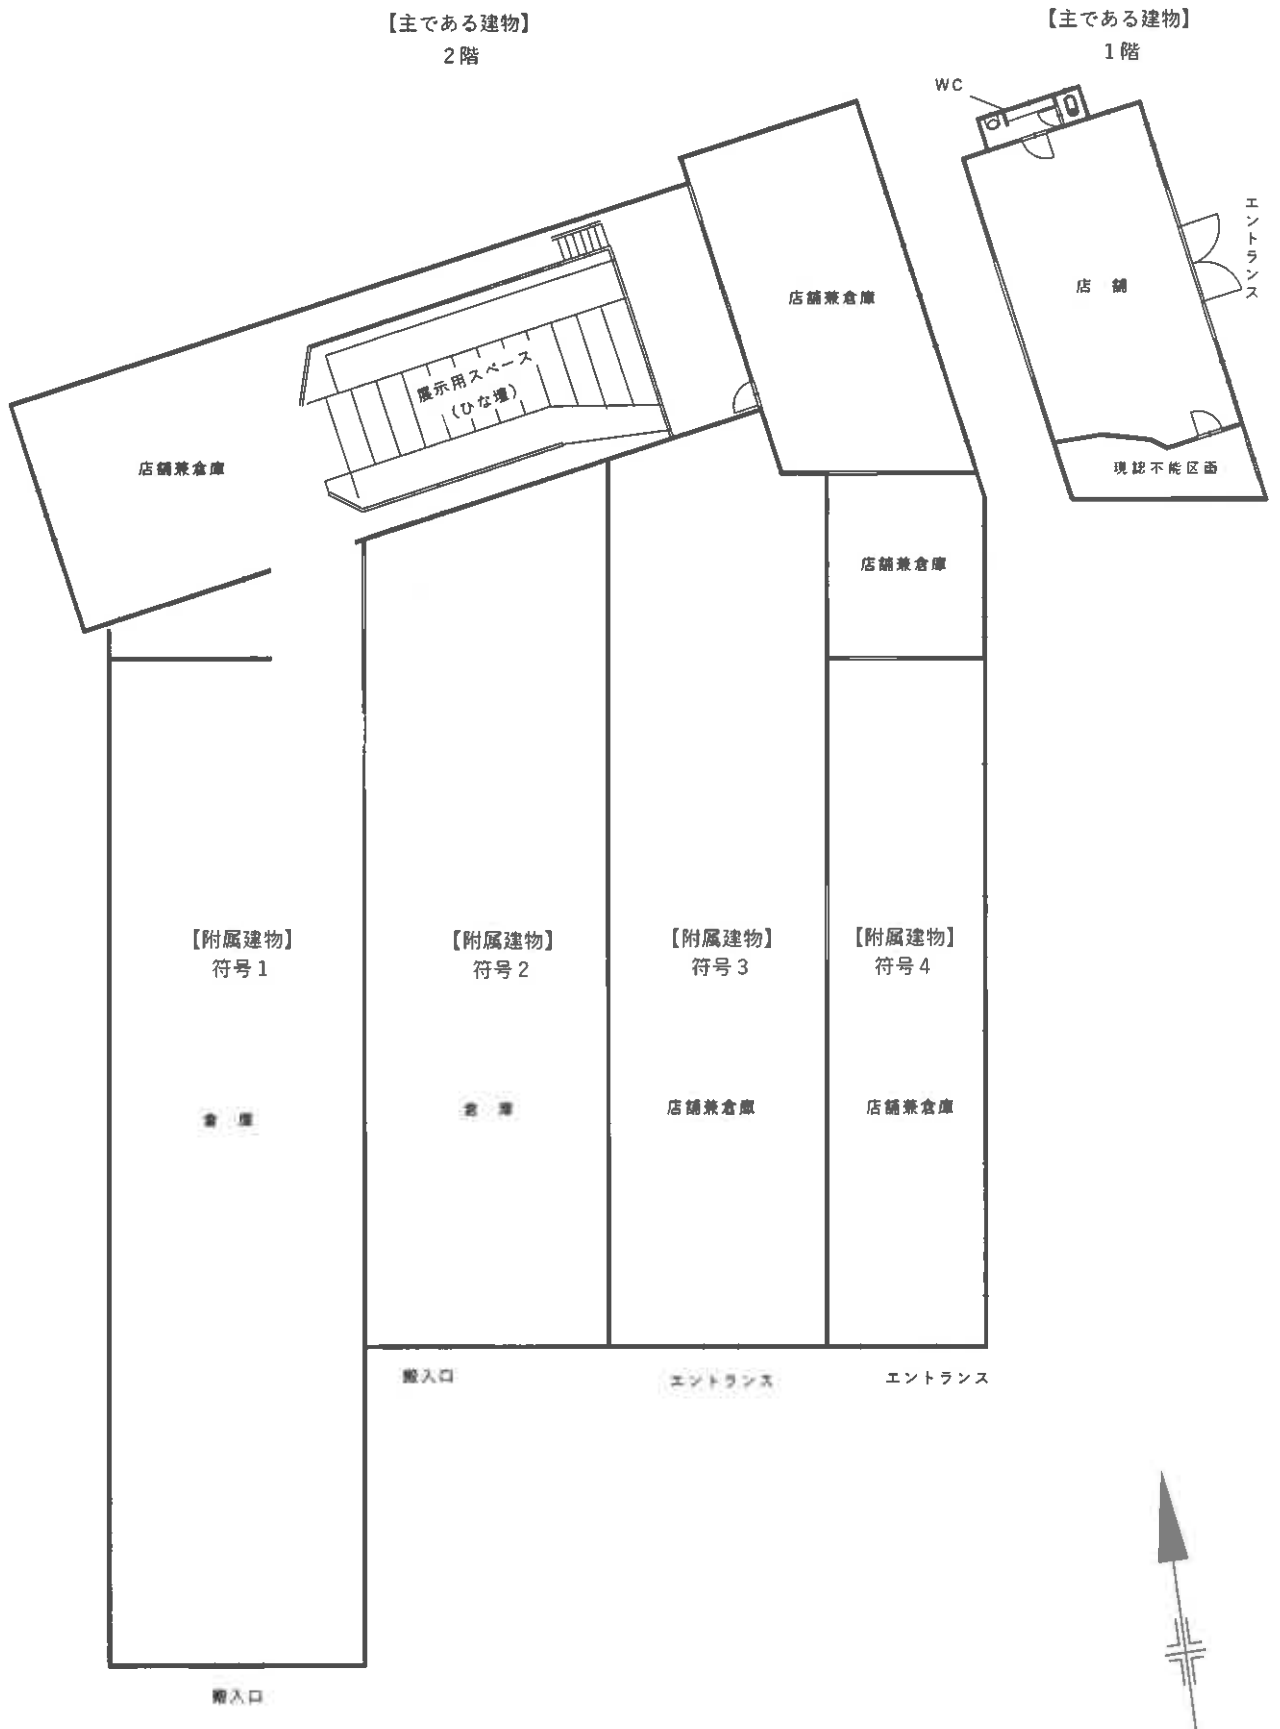 【主である建物】
2階
【主である建物】
1階
WC
エントランス
店舗
店舗兼倉庫
展示用スペース
(ひな壇)
店舗兼倉庫
現認不能区画
店舗兼倉庫
【附属建物】
符号1
【附属建物】
符号2
【附属建物】
符号3
【附属建物】
符号4
倉庫
倉庫
店舗兼倉庫
店舗兼倉庫
搬入口
エントランス
エントランス
搬入口